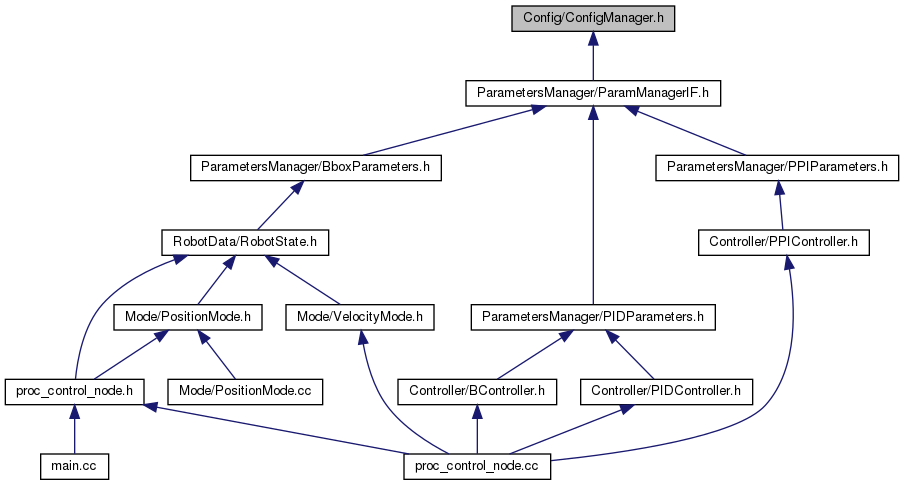 Config/ConfigManager.h
ParametersManager/ParamManagerIF.h
ParametersManager/BboxParameters.h
ParametersManager/PPIParameters.h
RobotData/RobotState.h
Controller/PPIController.h
Mode/PositionMode.h
Mode/VelocityMode.h
ParametersManager/PIDParameters.h
proc_control_node.h
Mode/PositionMode.cc
Controller/BController.h
Controller/PIDController.h
main.cc
proc_control_node.cc